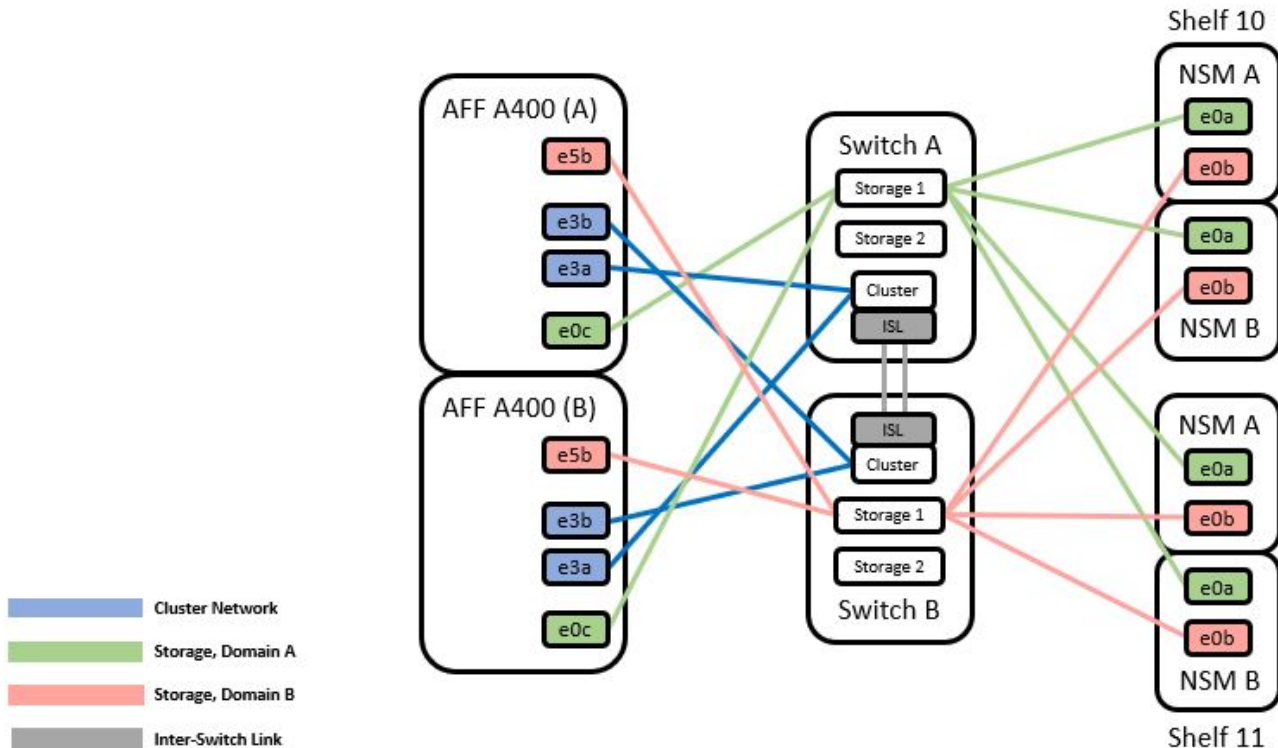 Shelf 10
AFF A400 (A)
e5b
e3b
e3a
e0c
AFF A400 (B)
e5b
e3b
e3a
e0c
Switch A
Storage 1
Storage 2
Cluster
ISL
ISL
Cluster
Storage 1
Storage 2
Switch B
NSM A
e0a
e0b
e0a
e0b
NSM B
NSM A
e0a
e0b
e0a
e0b
NSM B
Shelf 11
Cluster Network
Storage, Domain A
Storage, Domain B
Inter-Switch Link